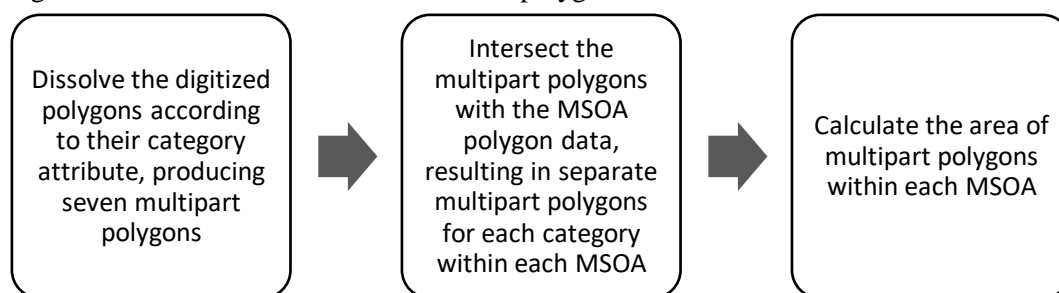 Dissolve the digitized
polygons according
to their category
attribute, producing
seven multipart
polygons
Intersect the
multipart polygons
with the MSOA
polygon data,
resulting in separate
multipart polygons
for each category
within each MSOA
Calculate the area of
multipart polygons
within each MSOA